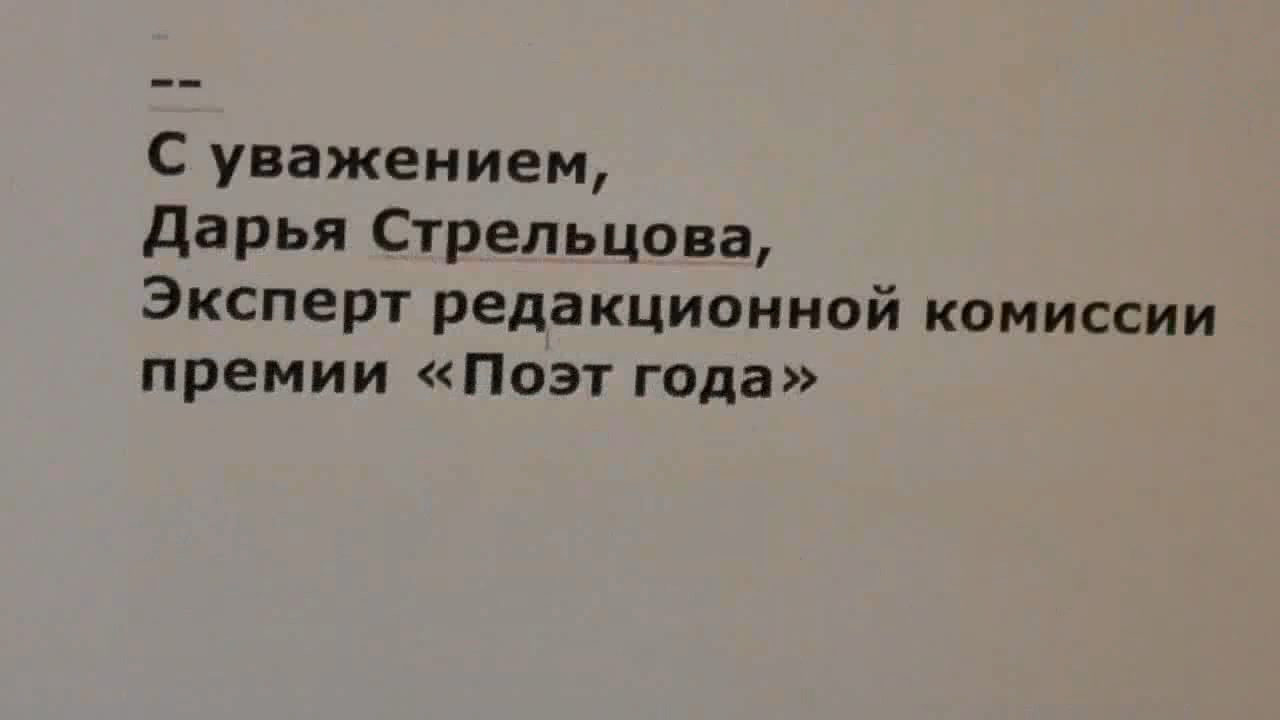 --
С уважением,
Дарья Стрельцова,
Эксперт редакционной комиссии
премии «Поэт года»